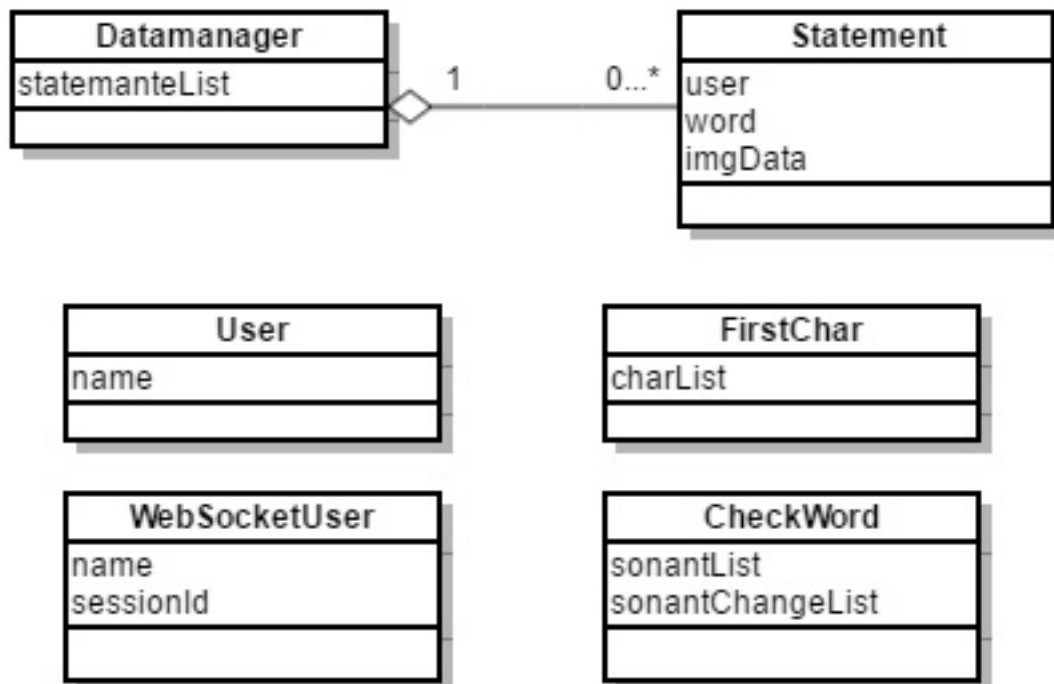 Datamanager
statemanteList
1
0...*
Statement
user
word
imgData
User
name
FirstChar
charList
WebSocketUser
name
sessionId
CheckWord
sonantList
sonantChangeList